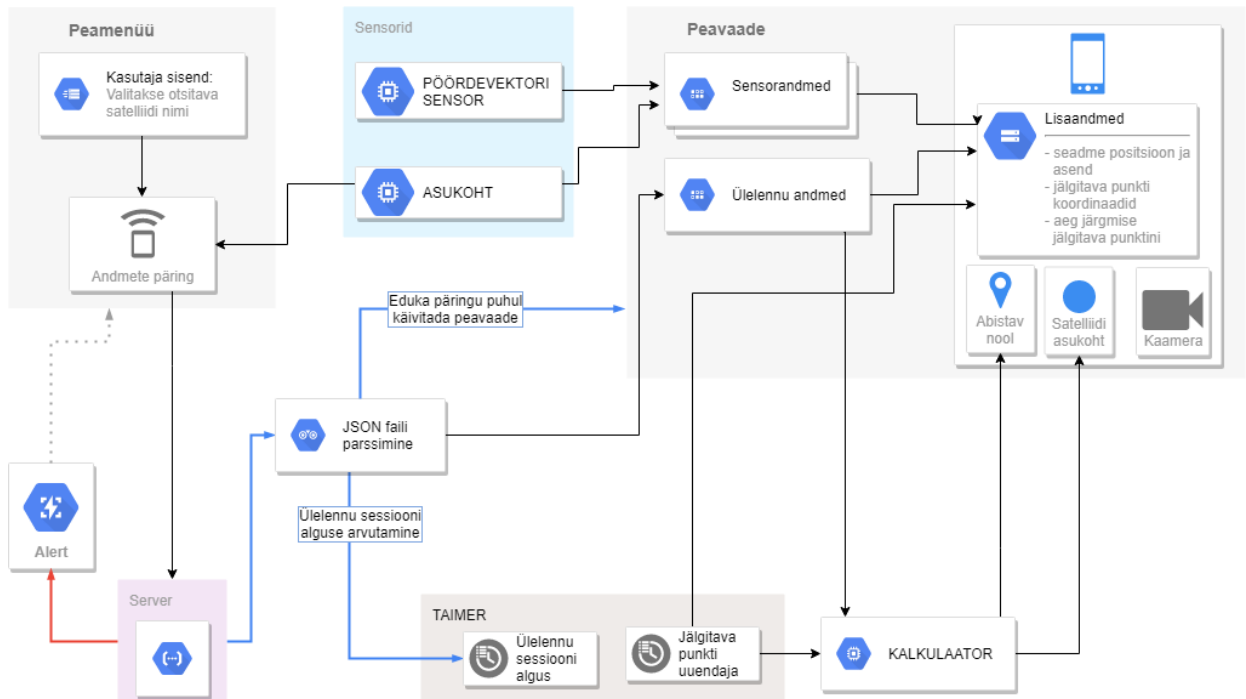 Peamenüü
Kasutaja sisend:
Valitakse otsitava
satelliidi nimi
Andmete päring
Sensorid
PÖÖRDEVEKTORI
SENSOR
ASUKOHT
Peavaade
Sensorandmed
Ülelennu andmed
Lisaandmed
- seadme positsioon ja
asend
- jälgitava punkti
koordinaadid
- aeg järgmise
jälgitava punktini
Abistav
nool
Satelliidi
asukoht
Kaamera
Eduka päringu puhul
käivitada peavaade
JSON faili
parssimine
Ülelennu sessiooni
alguse arvutamine
Alert
Server
TAIMER
Ülelennu
sessiooni
algus
Jälgitava
punkti
uuendaja
KALKULAATOR